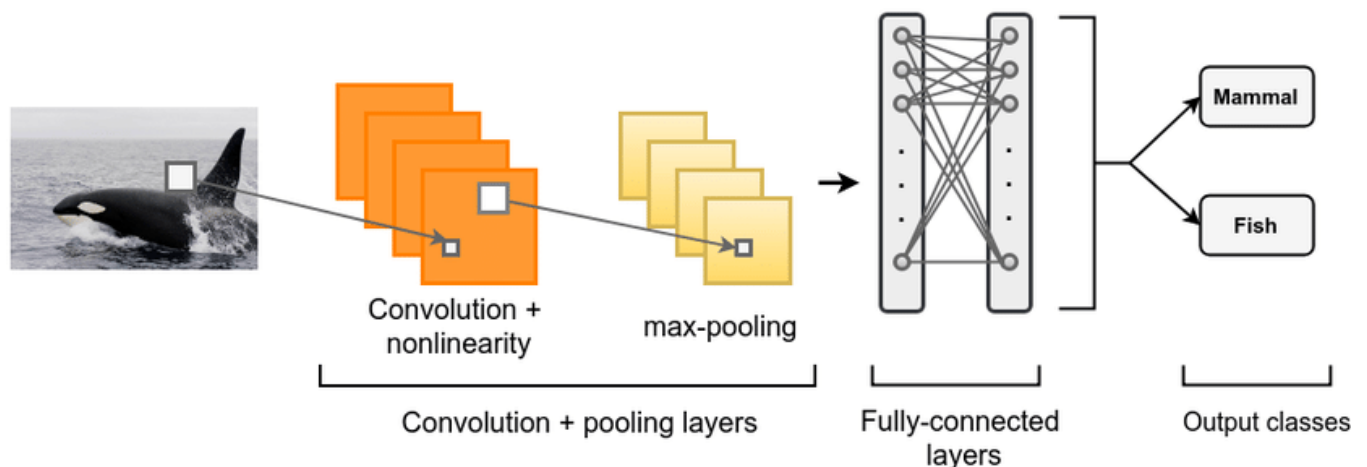 Convolution +
nonlinearity
max-pooling
Convolution + pooling layers
Fully-connected
layers
Mammal
Fish
Output classes